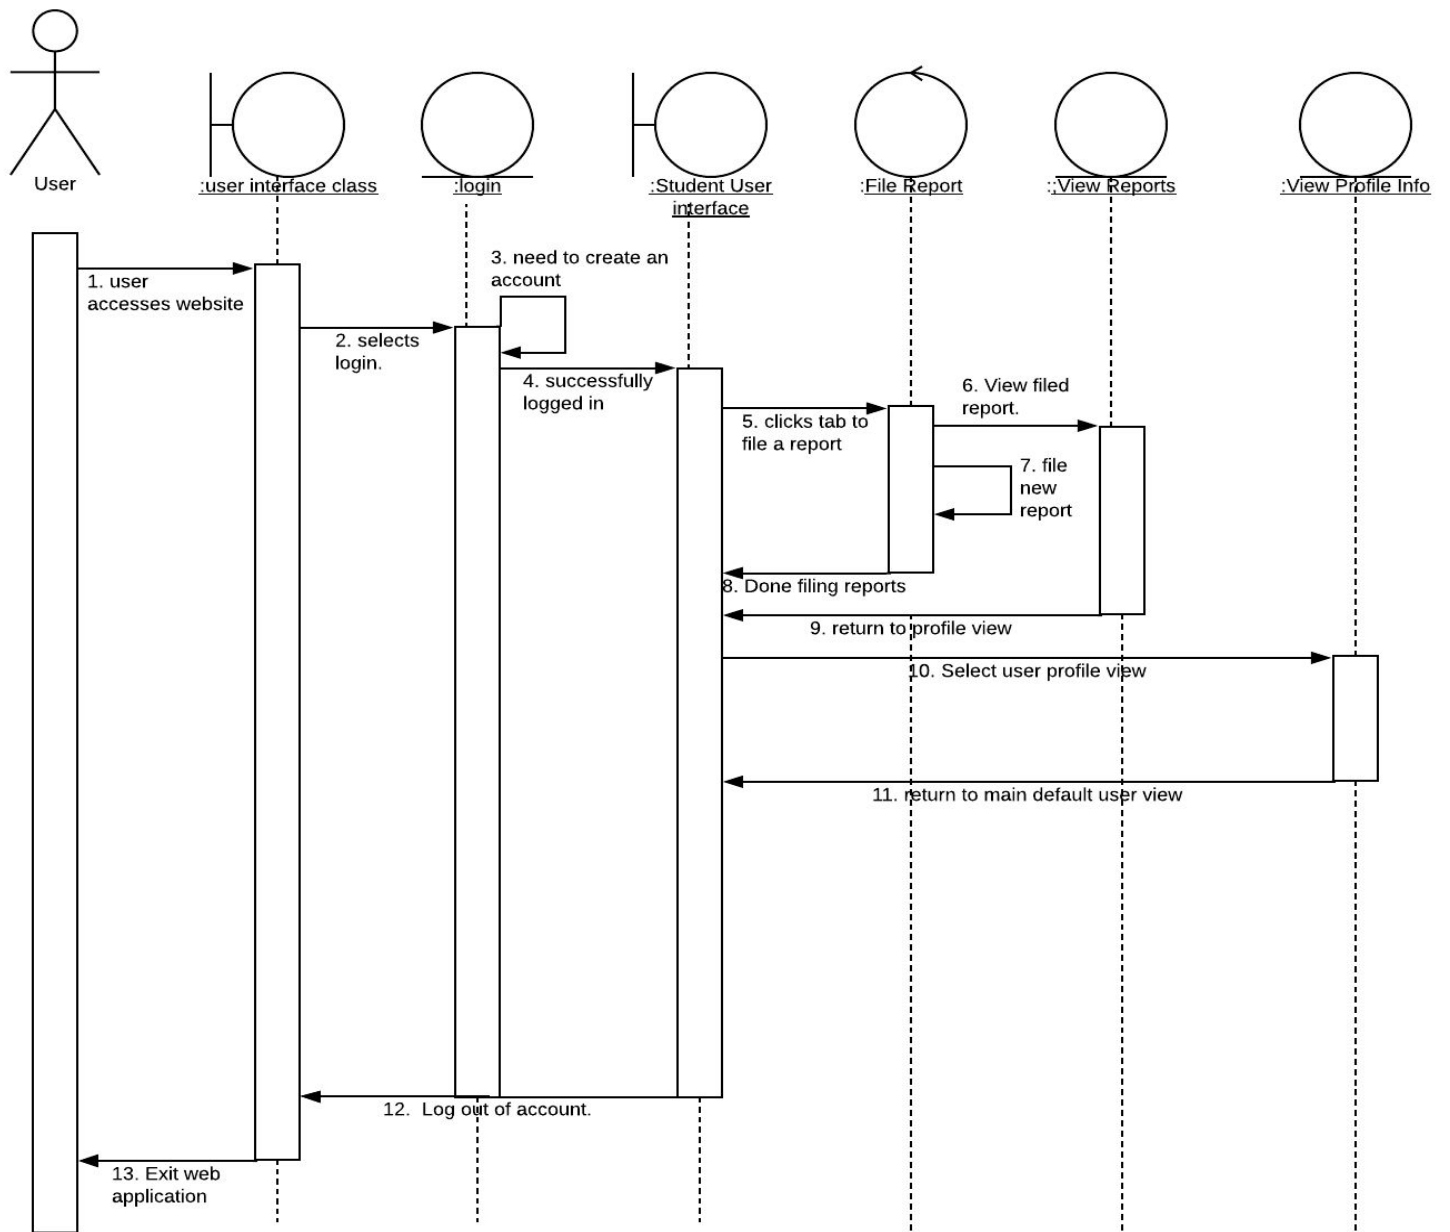 User
:user interface class
:login
:Student User
interface
:File Report
:;View Reports
:View Profile Info
1. user
accesses website
2. selects
login.
3. need to create an
account
4. successfully
logged in
5. clicks tab to
file a report
6. View filed
report.
7. file
new
report
8. Done filing reports
9. return to profile view
10. Select user profile view
11. return to main default user view
12.  Log out of account.
13. Exit web
application